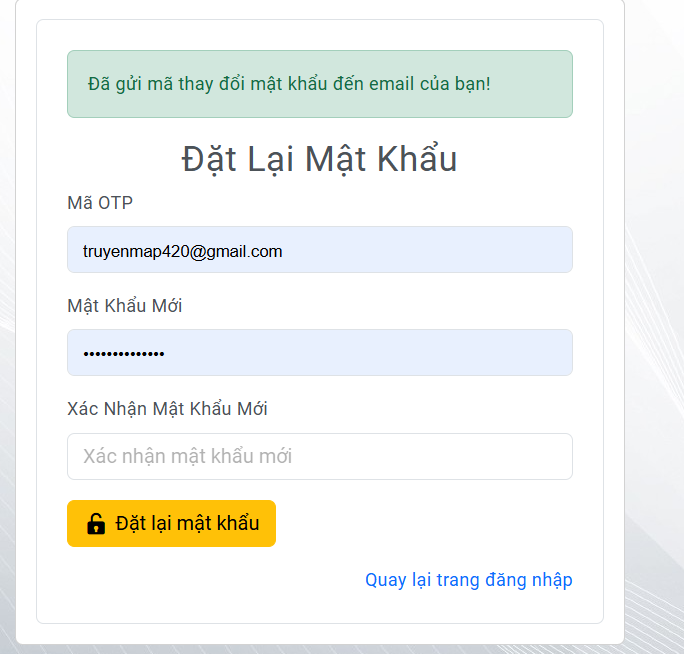 Đã gửi mã thay đổi mật khẩu đến email của bạn!
Đặt Lại Mật Khẩu
Mã OTP
truyenmap420@gmail.com
Mật Khẩu Mới
••••••••••••••
Xác Nhận Mật Khẩu Mới
Xác nhận mật khẩu mới
Đặt lại mật khẩu
Quay lại trang đăng nhập